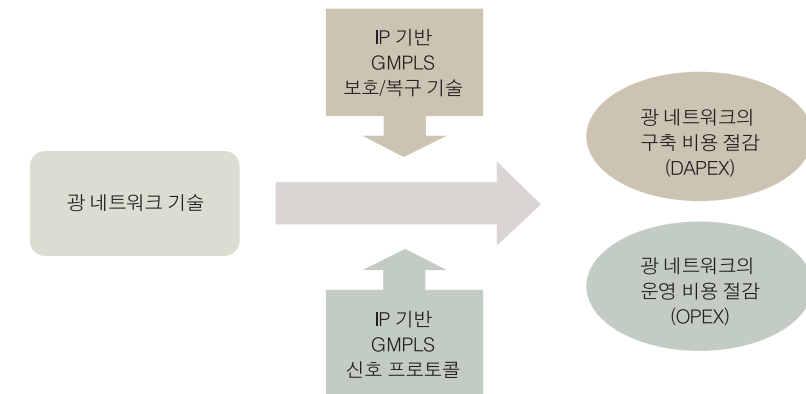 IP 기반
GMPLS
보호/복구 기술
광 네트워크의
구축 비용 절감
(DAPEX)
광 네트워크 기술
광 네트워크의
운영 비용 절감
(OPEX)
IP 기반
GMPLS
신호 프로토콜